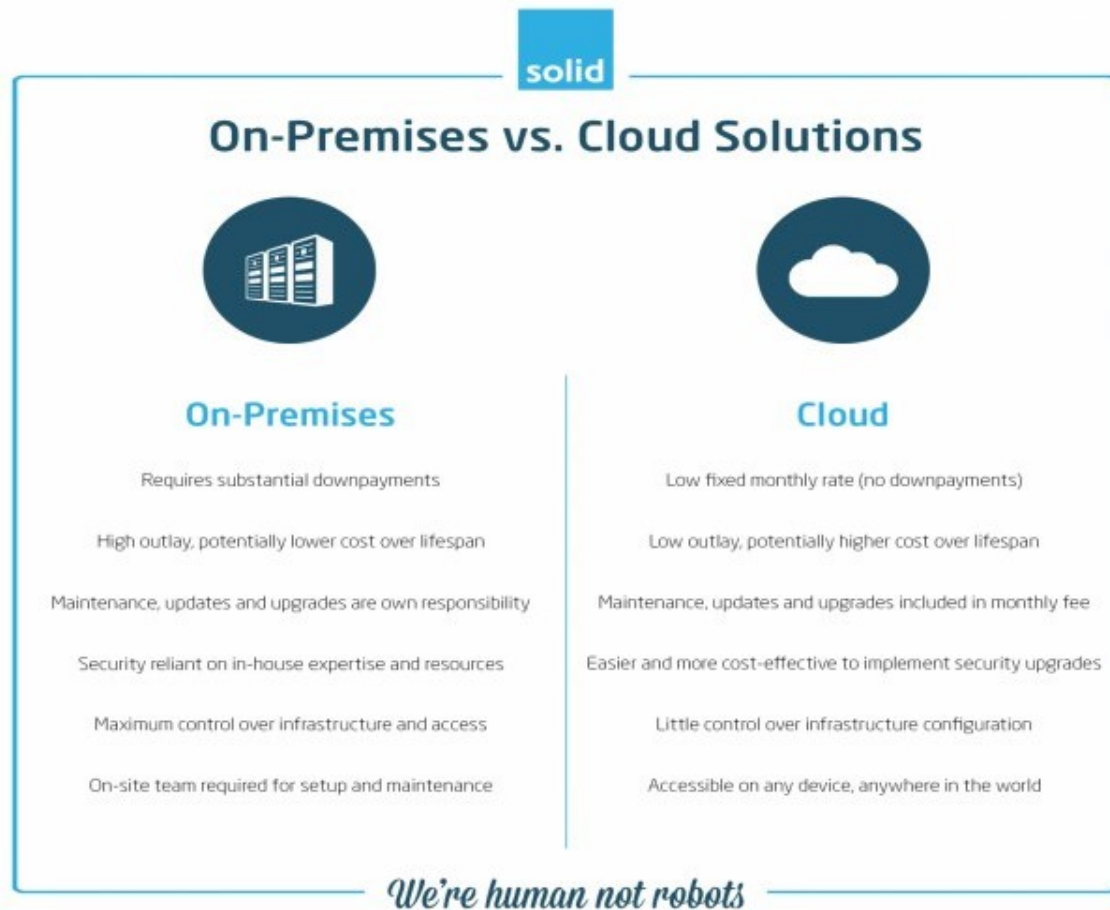 solid
On-Premises vs. Cloud Solutions
On-Premises
Requires substantial downpayments
High outlay, potentially lower cost over lifespan
Maintenance, updates and upgrades are own responsibility
Security reliant on in-house expertise and resources
Maximum control over infrastructure and access
On-site team required for setup and maintenance
Cloud
Low fixed monthly rate (no downpayments)
Low outlay, potentially higher cost over lifespan
Maintenance, updates and upgrades included in monthly fee
Easier and more cost-effective to implement security upgrades
Little control over infrastructure configuration
Accessible on any device, anywhere in the world
We're human not robots